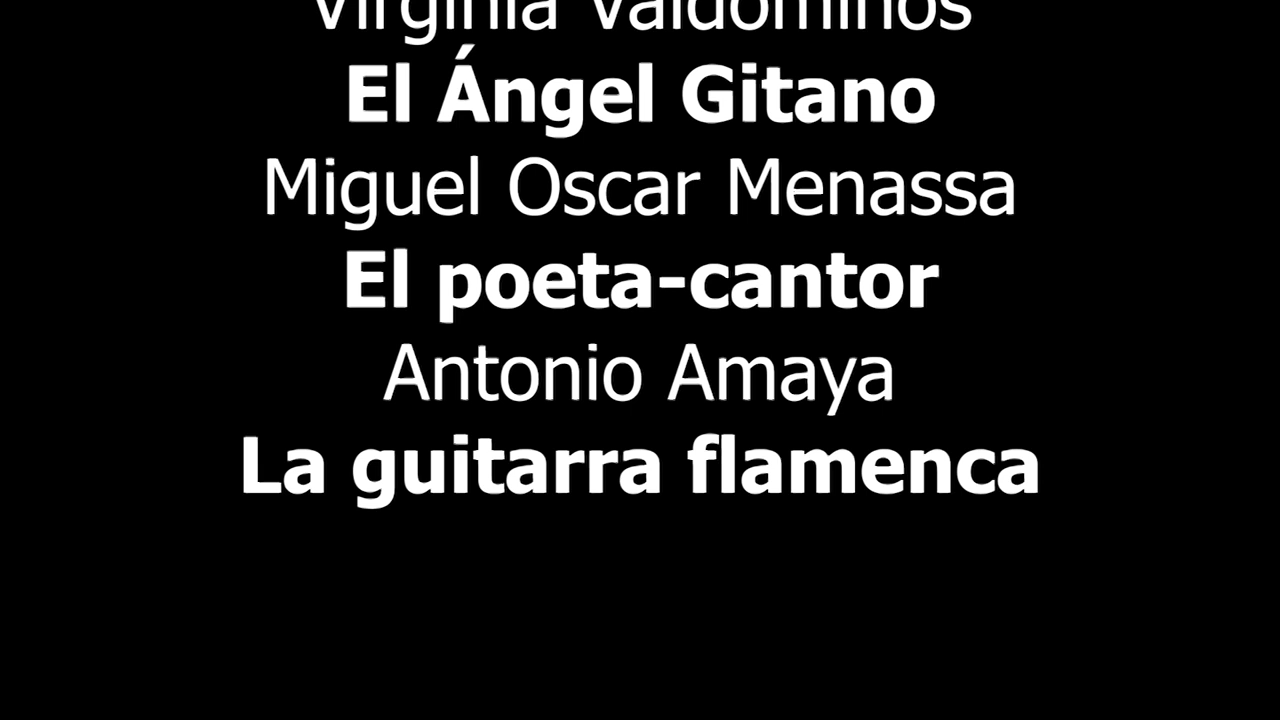 Virginia Valdominos
El Ángel Gitano
Miguel Oscar Menassa
El poeta-cantor
Antonio Amaya
La guitarra flamenca